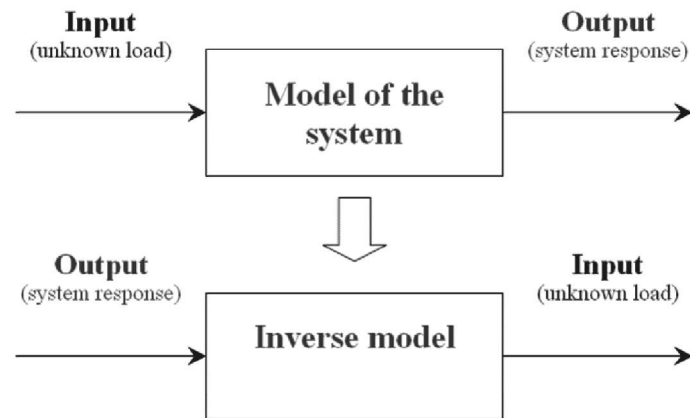 Input
(unknown load)
Output
(system response)
Model of the
system
Output
(system response)
Input
(unknown load)
Inverse model